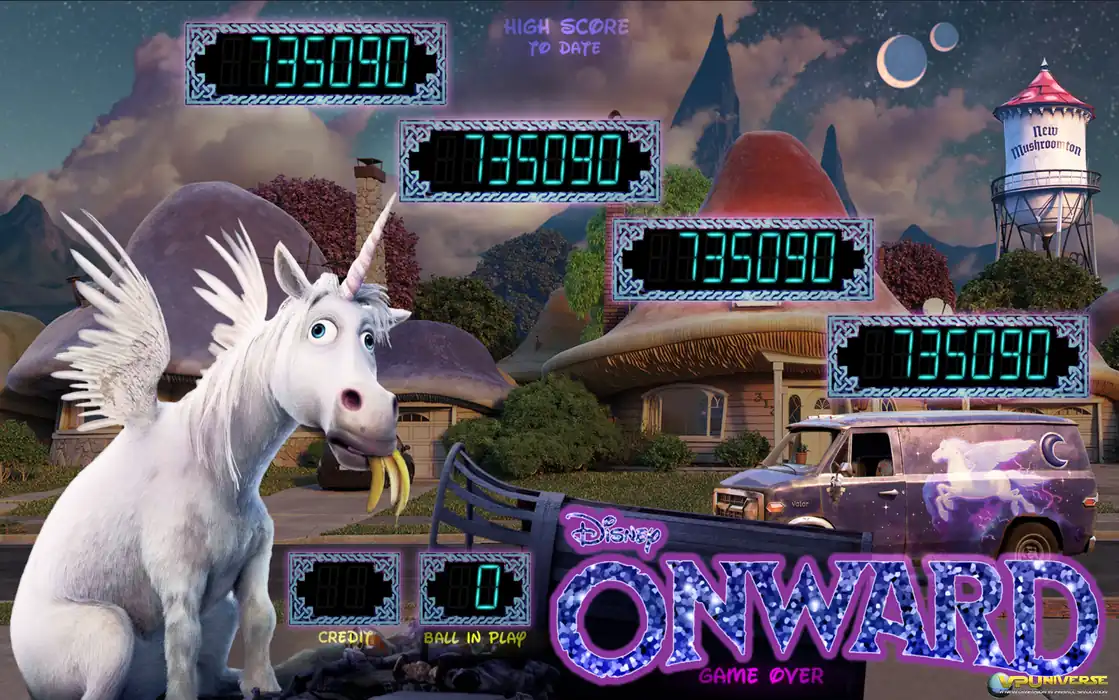 HIGH SCORE
TO DATE
735090
735090
735090
735090
New
Mushroomton
312
Disney
ONWARD
0
CREDIT
BALL IN PLAY
GAME OVER
VPUNIVERSE